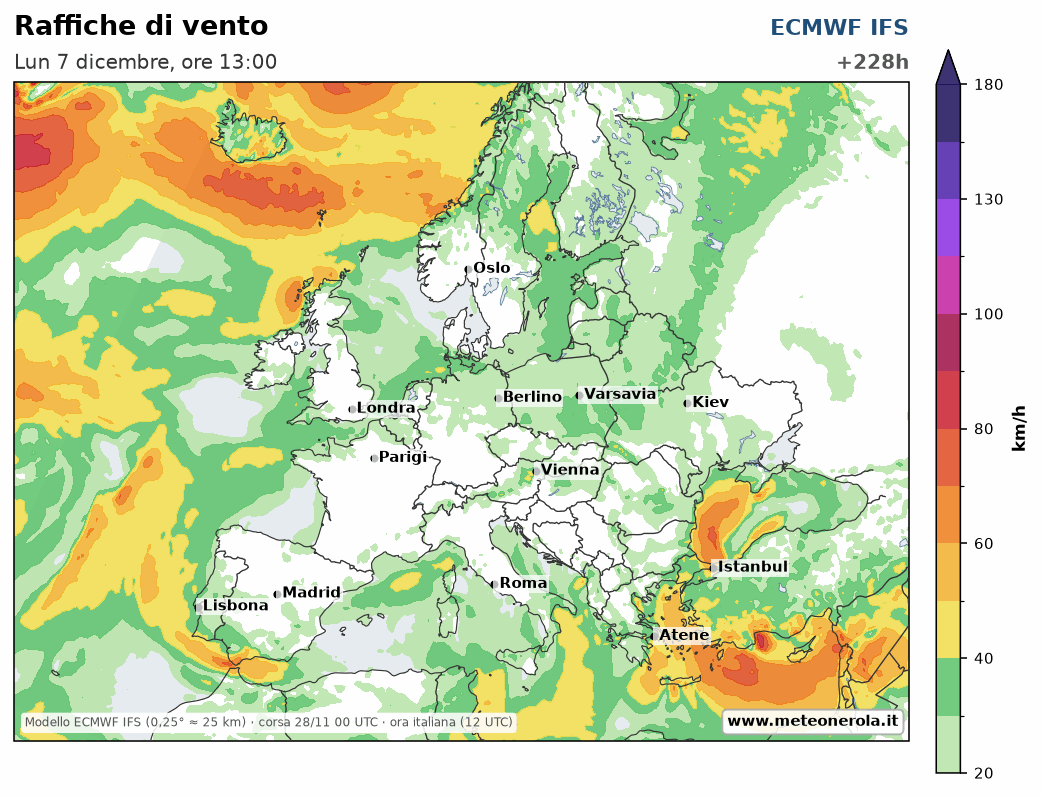 Raffiche di vento
ECMWF IFS
Lun 7 dicembre, ore 13:00
+228h
180
130
100
80
60
40
20
km/h
Oslo
Londra
Berlino
Varsavia
Kiev
Parigi
Vienna
Istanbul
Roma
Madrid
Lisbona
Atene
Modello ECMWF IFS (0,25° ≈ 25 km) · corsa 28/11 00 UTC · ora italiana (12 UTC)
www.meteonerola.it